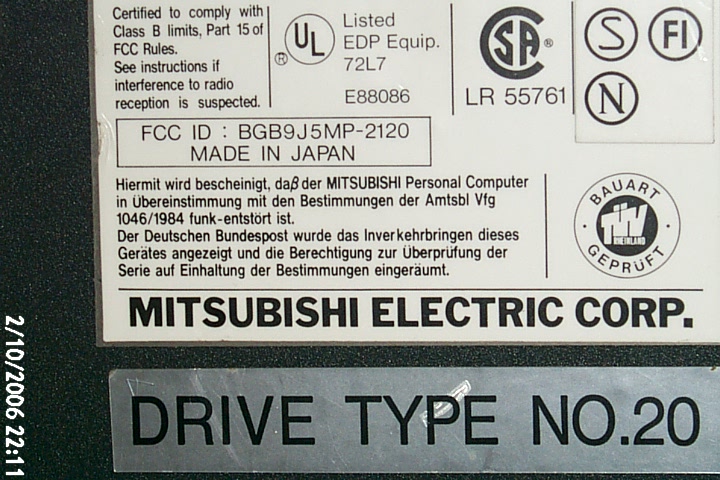 Certified to comply with
Class B limits, Part 15 of
FCC Rules.
See instructions if
interference to radio
reception is suspected.
UL
®
Listed
EDP Equip.
72L7
E88086
SA
®
LR 55761
S
FI
N
FCC ID : BGB9J5MP-2120
MADE IN JAPAN
Hiermit wird bescheinigt, daβ der MITSUBISHI Personal Computer
in Übereinstimmung mit den Bestimmungen der Amtsbl Vfg
1046/1984 funk-entstört ist.
Der Deutschen Bundespost wurde das Inverkehrbringen dieses
Gerätes angezeigt und die Berechtigung zur Überprüfung der
Serie auf Einhaltung der Bestimmungen eingeräumt.
BAUART
TÜV
RHEINLAND
GEPRÜFT
MITSUBISHI ELECTRIC CORP.
DRIVE TYPE NO.20
2/10/2006 22:11